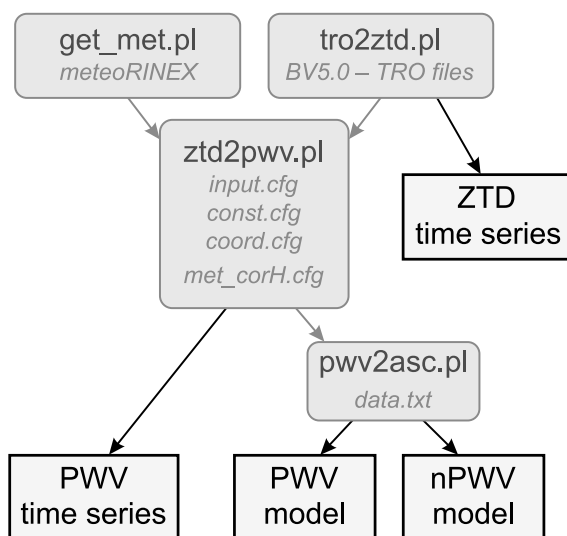 get_met.pl
meteoRINEX
tro2ztd.pl
BV5.0 – TRO files
ztd2pwv.pl
input.cfg
const.cfg
coord.cfg
met_corH.cfg
ZTD
time series
pwv2asc.pl
data.txt
PWV
time series
PWV
model
nPWV
model